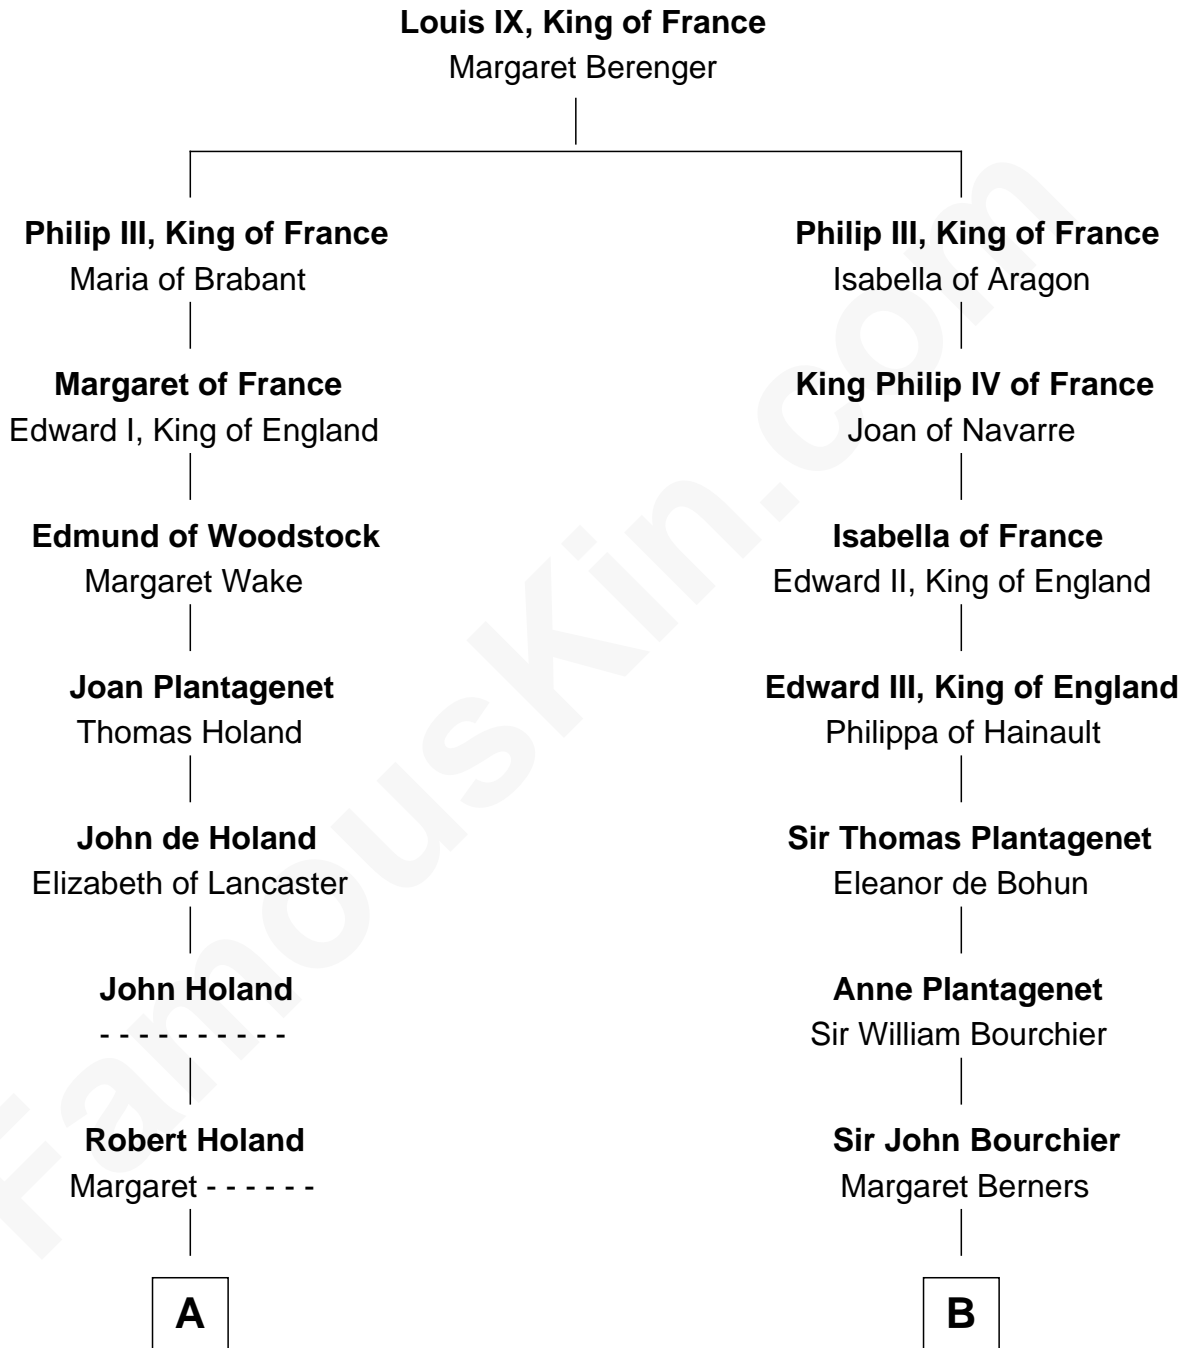 Louis IX, King of France
Margaret Berenger
Philip III, King of France
Maria of Brabant
Philip III, King of France
Isabella of Aragon
Margaret of France
Edward I, King of England
King Philip IV of France
Joan of Navarre
Edmund of Woodstock
Margaret Wake
Isabella of France
Edward II, King of England
Joan Plantagenet
Thomas Holand
Edward III, King of England
Philippa of Hainault
John de Holand
Elizabeth of Lancaster
Sir Thomas Plantagenet
Eleanor de Bohun
John Holand
- - - - - - - - - -
Anne Plantagenet
Sir William Bourchier
Robert Holand
Margaret - - - - - -
Sir John Bourchier
Margaret Berners
A
B
FamousKin.com